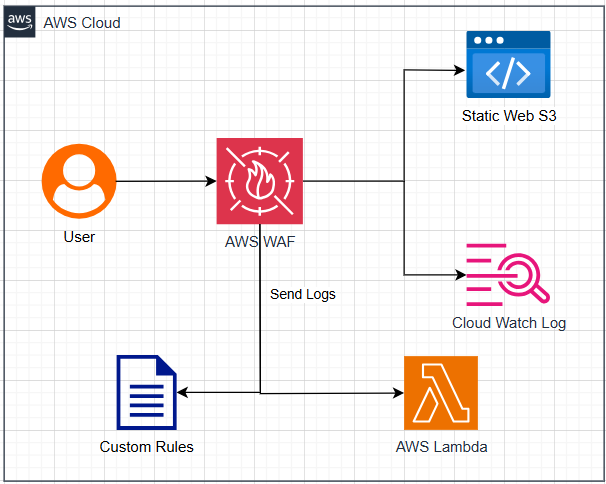 aws
AWS Cloud
Static Web S3
User
AWS WAF
Send Logs
Cloud Watch Log
Custom Rules
AWS Lambda